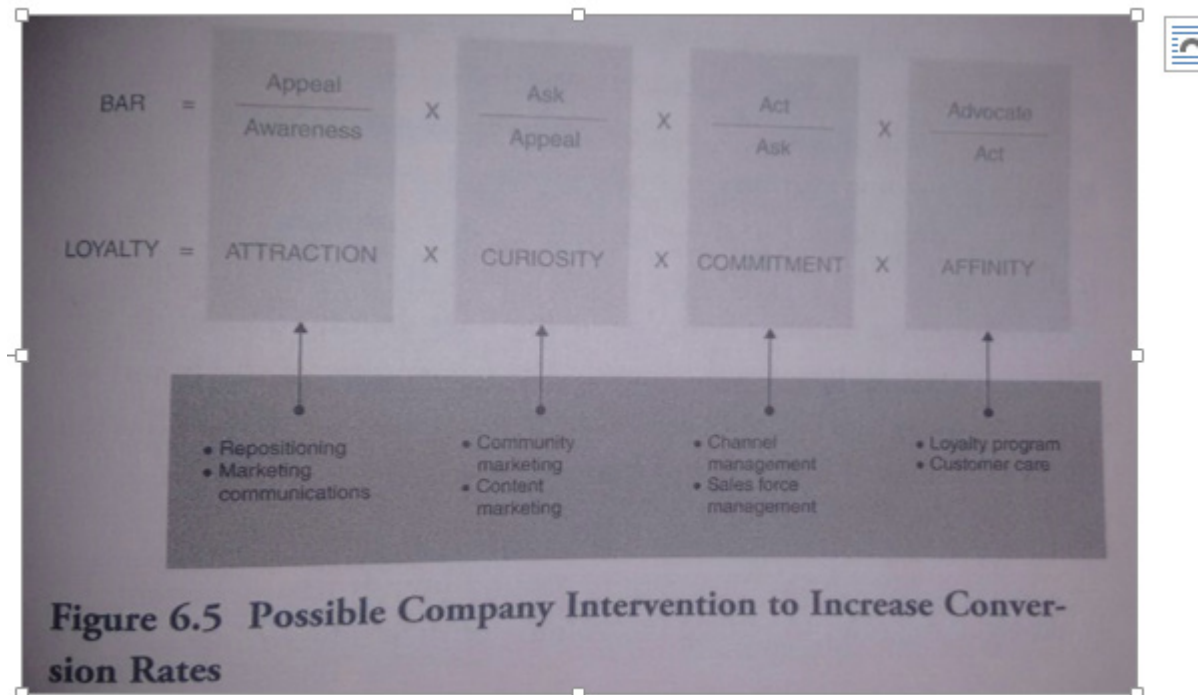 BAR = Appeal / Awareness X Ask / Appeal X Act / Ask X Advocate / Act
LOYALTY = ATTRACTION X CURIOSITY X COMMITMENT X AFFINITY
• Repositioning
• Marketing
communications
• Community
marketing
• Content
marketing
• Channel
management
• Sales force
management
• Loyalty program
• Customer care
Figure 6.5 Possible Company Intervention to Increase Conver-
sion Rates